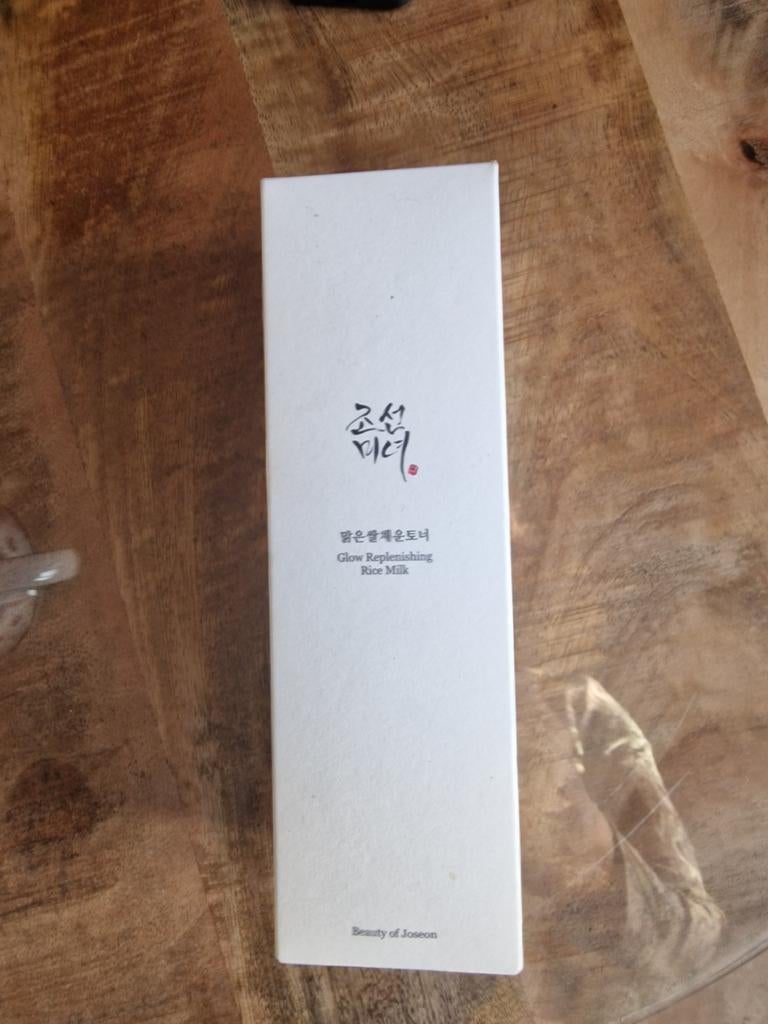 조선
미녀
맑은쌀채운토너
Glow Replenishing
Rice Milk
Beauty of Joseon